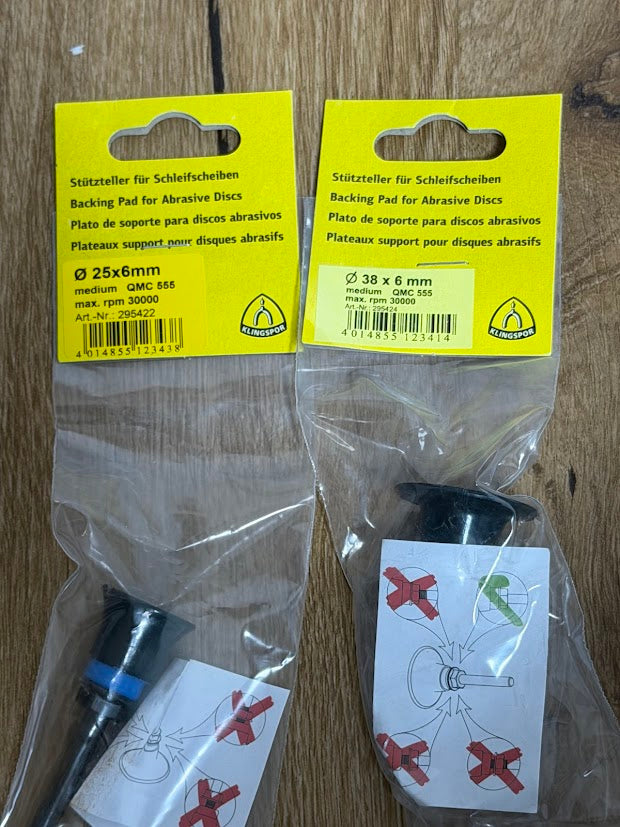 Stützteller für Schleifscheiben
Backing Pad for Abrasive Discs
Plato de soporte para discos abrasivos
Plateaux support pour disques abrasifs
Ø 25x6mm
medium QMC 555
max. rpm 30000
Art.-Nr.: 295422
4 014855 123438
KLINGSPOR
Stützteller für Schleifscheiben
Backing Pad for Abrasive Discs
Plato de soporte para discos abrasivos
Plateaux support pour disques abrasifs
Ø 38 x 6 mm
medium QMC 555
max. rpm 30000
Art.-Nr.: 295424
4 014855 123414
KLINGSPOR